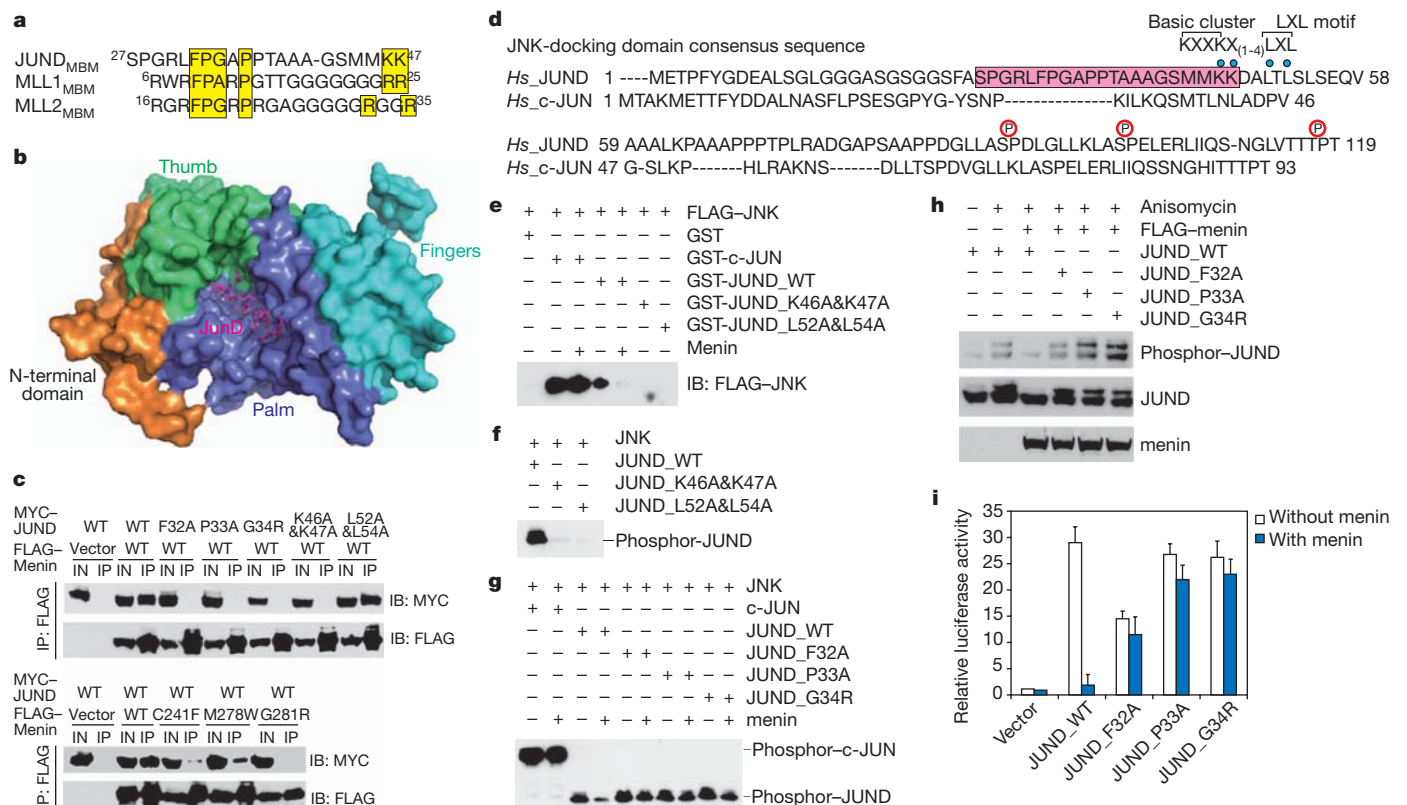 a
JUND_MBM 27SPGRLFPGAPPTAAA-GSMMKK47
MLL1_MBM 6RWRFPARPGTTGGGGGGGRR25
MLL2_MBM 16RGRFPGRPRGAGGGGGRGGR35
b
Thumb
Fingers
JunD
N-terminal
domain
Palm
c
MYC–
JUND WT WT F32A P33A G34R K46A &K47A L52A &L54A
FLAG–
Menin Vector WT WT WT WT WT WT
IN IP IN IP IN IP IN IP IN IP IN IP IN IP
IP: FLAG
IB: MYC
IB: FLAG
MYC–
JUND WT WT WT WT WT
FLAG–
Menin Vector WT C241F M278W G281R
IN IP IN IP IN IP IN IP IN IP
P: FLAG
IB: MYC
IB: FLAG
d
Basic cluster LXL motif
JNK-docking domain consensus sequence KXXKX(1-4)LXL
Hs_JUND 1 ----METPFYGDEALSGLGGGASGSGGSFASPGRLFPGAPPTAAAGSMMKKDALTLSLSEQV 58
Hs_c-JUN 1 MTAKMETTFYDDALNASFLPSESGPYG-YSNP----------------KILKQSMTLNLADPV 46
P P P
Hs_JUND 59 AAALKPAAAPPPTPLRADGAPSAAPPDGLLASPDLGLLKLASPELERLIIQS-NGLVTTTPT 119
Hs_c-JUN 47 G-SLKP-------HLRAKNS-------DLLTSPDVGLLKLASPELERLIIQSSNGHITTTPT 93
e
+ + + + + + + FLAG–JNK
+ – – – – – – GST
– + + – – – – GST-c-JUN
– – – + + – – GST-JUND_WT
– – – – – + – GST-JUND_K46A&K47A
– – – – – – + GST-JUND_L52A&L54A
– – + – + – – Menin
IB: FLAG–JNK
f
+ + + JNK
+ – – JUND_WT
– + – JUND_K46A&K47A
– – + JUND_L52A&L54A
Phosphor-JUND
g
+ + + + + + + + + + JNK
+ + – – – – – – – – c-JUN
– – + + – – – – – – JUND_WT
– – – – + + – – – – JUND_F32A
– – – – – – + + – – JUND_P33A
– – – – – – – – + + JUND_G34R
– + – + – + – + – + menin
Phosphor–c-JUN
Phosphor–JUND
h
– + + + + + Anisomycin
– – + + + + FLAG–menin
+ + + – – – JUND_WT
– – – + – – JUND_F32A
– – – – + – JUND_P33A
– – – – – + JUND_G34R
Phosphor–JUND
JUND
menin
i
Relative luciferase activity
35
30
25
20
15
10
5
0
Without menin
With menin
Vector
JUND_WT
JUND_F32A
JUND_P33A
JUND_G34R